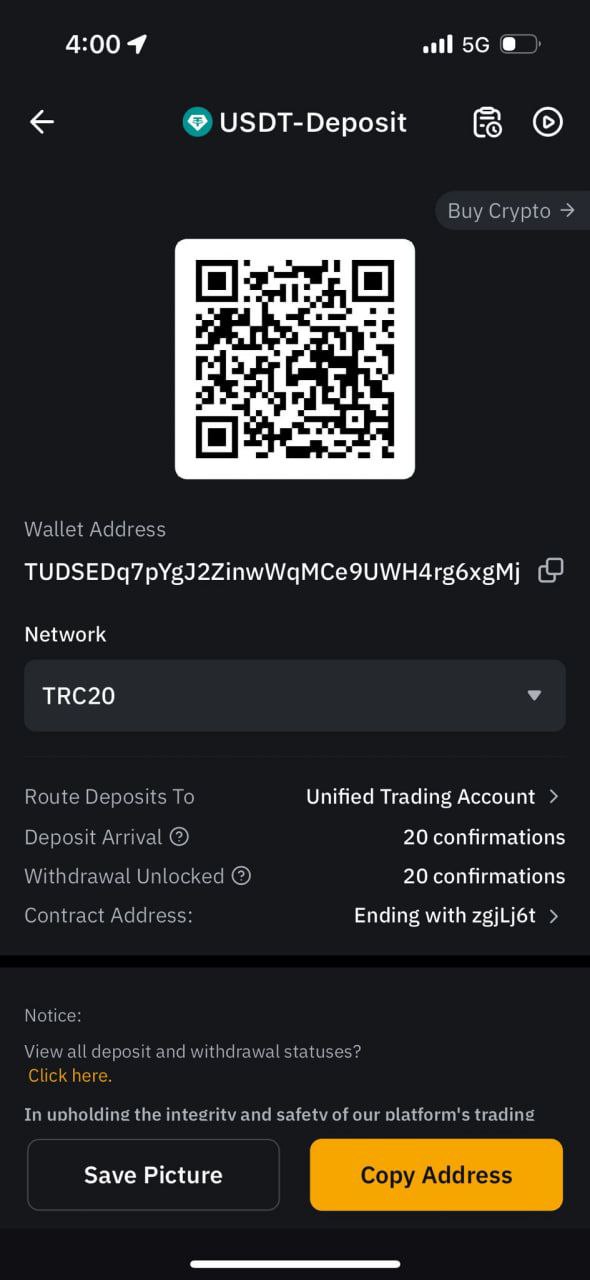 4:00
5G
USDT-Deposit
Buy Crypto →
Wallet Address
TUDSEDq7pYgJ2ZinwWqMCe9UWH4rg6xgMj
Network
TRC20
Route Deposits To Unified Trading Account >
Deposit Arrival ? 20 confirmations
Withdrawal Unlocked ? 20 confirmations
Contract Address: Ending with zgjLj6t >
Notice:
View all deposit and withdrawal statuses?
Click here.
In upholding the integrity and safety of our platform's trading
Save Picture
Copy Address